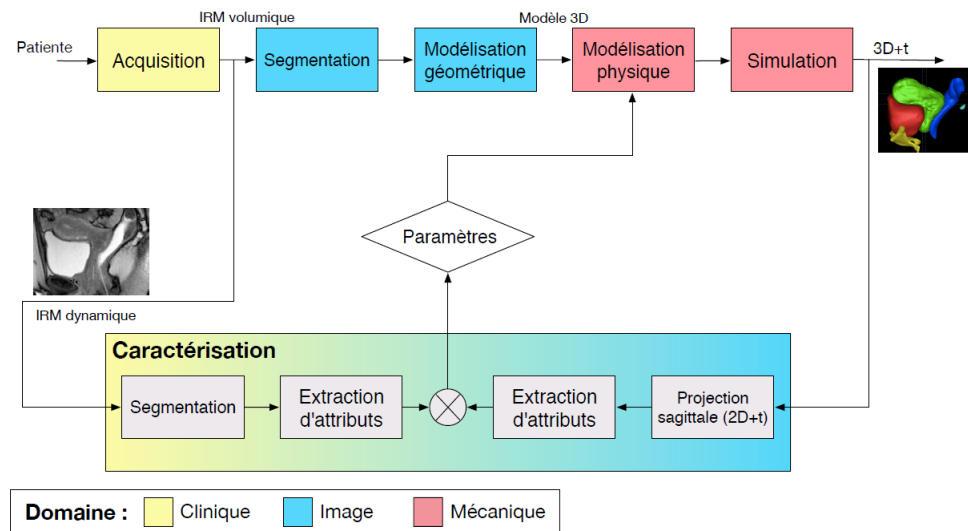 IRM volumique
Modèle 3D
Patiente
Acquisition
Segmentation
Modélisation
géométrique
Modélisation
physique
Simulation
3D+t
Paramètres
IRM dynamique
Caractérisation
Segmentation
Extraction
d'attributs
Extraction
d'attributs
Projection
sagittale (2D+t)
Domaine :
Clinique
Image
Mécanique